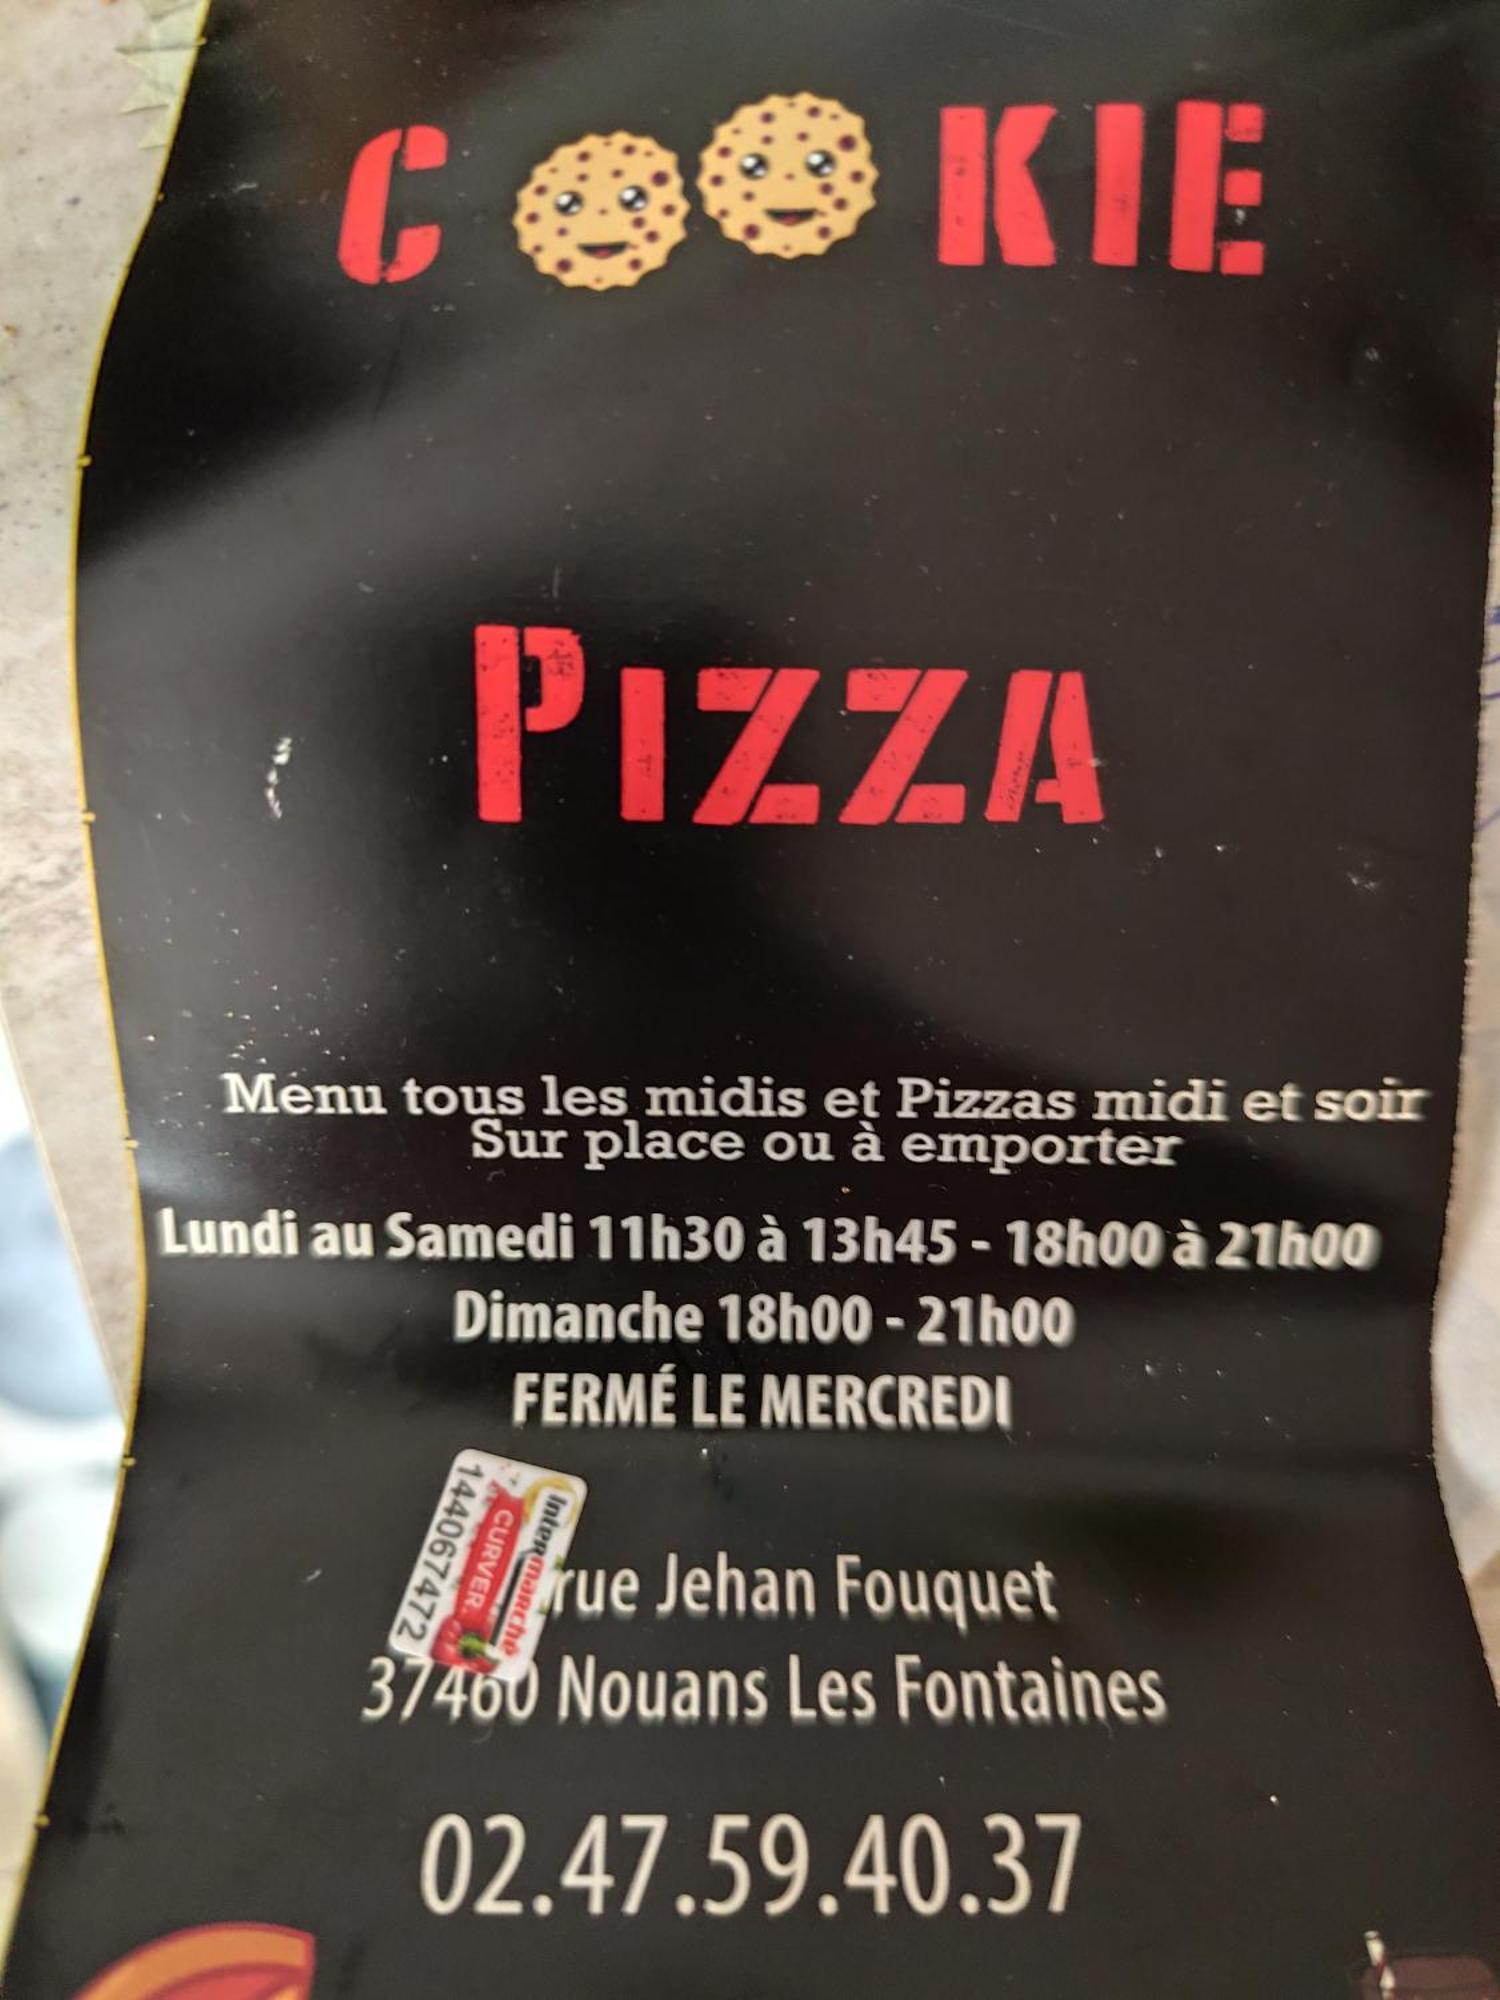 COOKIE
PIZZA
Menu tous les midis et Pizzas midi et soir
Sur place ou à emporter
Lundi au Samedi 11h30 à 13h45 - 18h00 à 21h00
Dimanche 18h00 - 21h00
FERMÉ LE MERCREDI
Intermarché
CURVER
144067472
rue Jehan Fouquet
37460 Nouans Les Fontaines
02.47.59.40.37